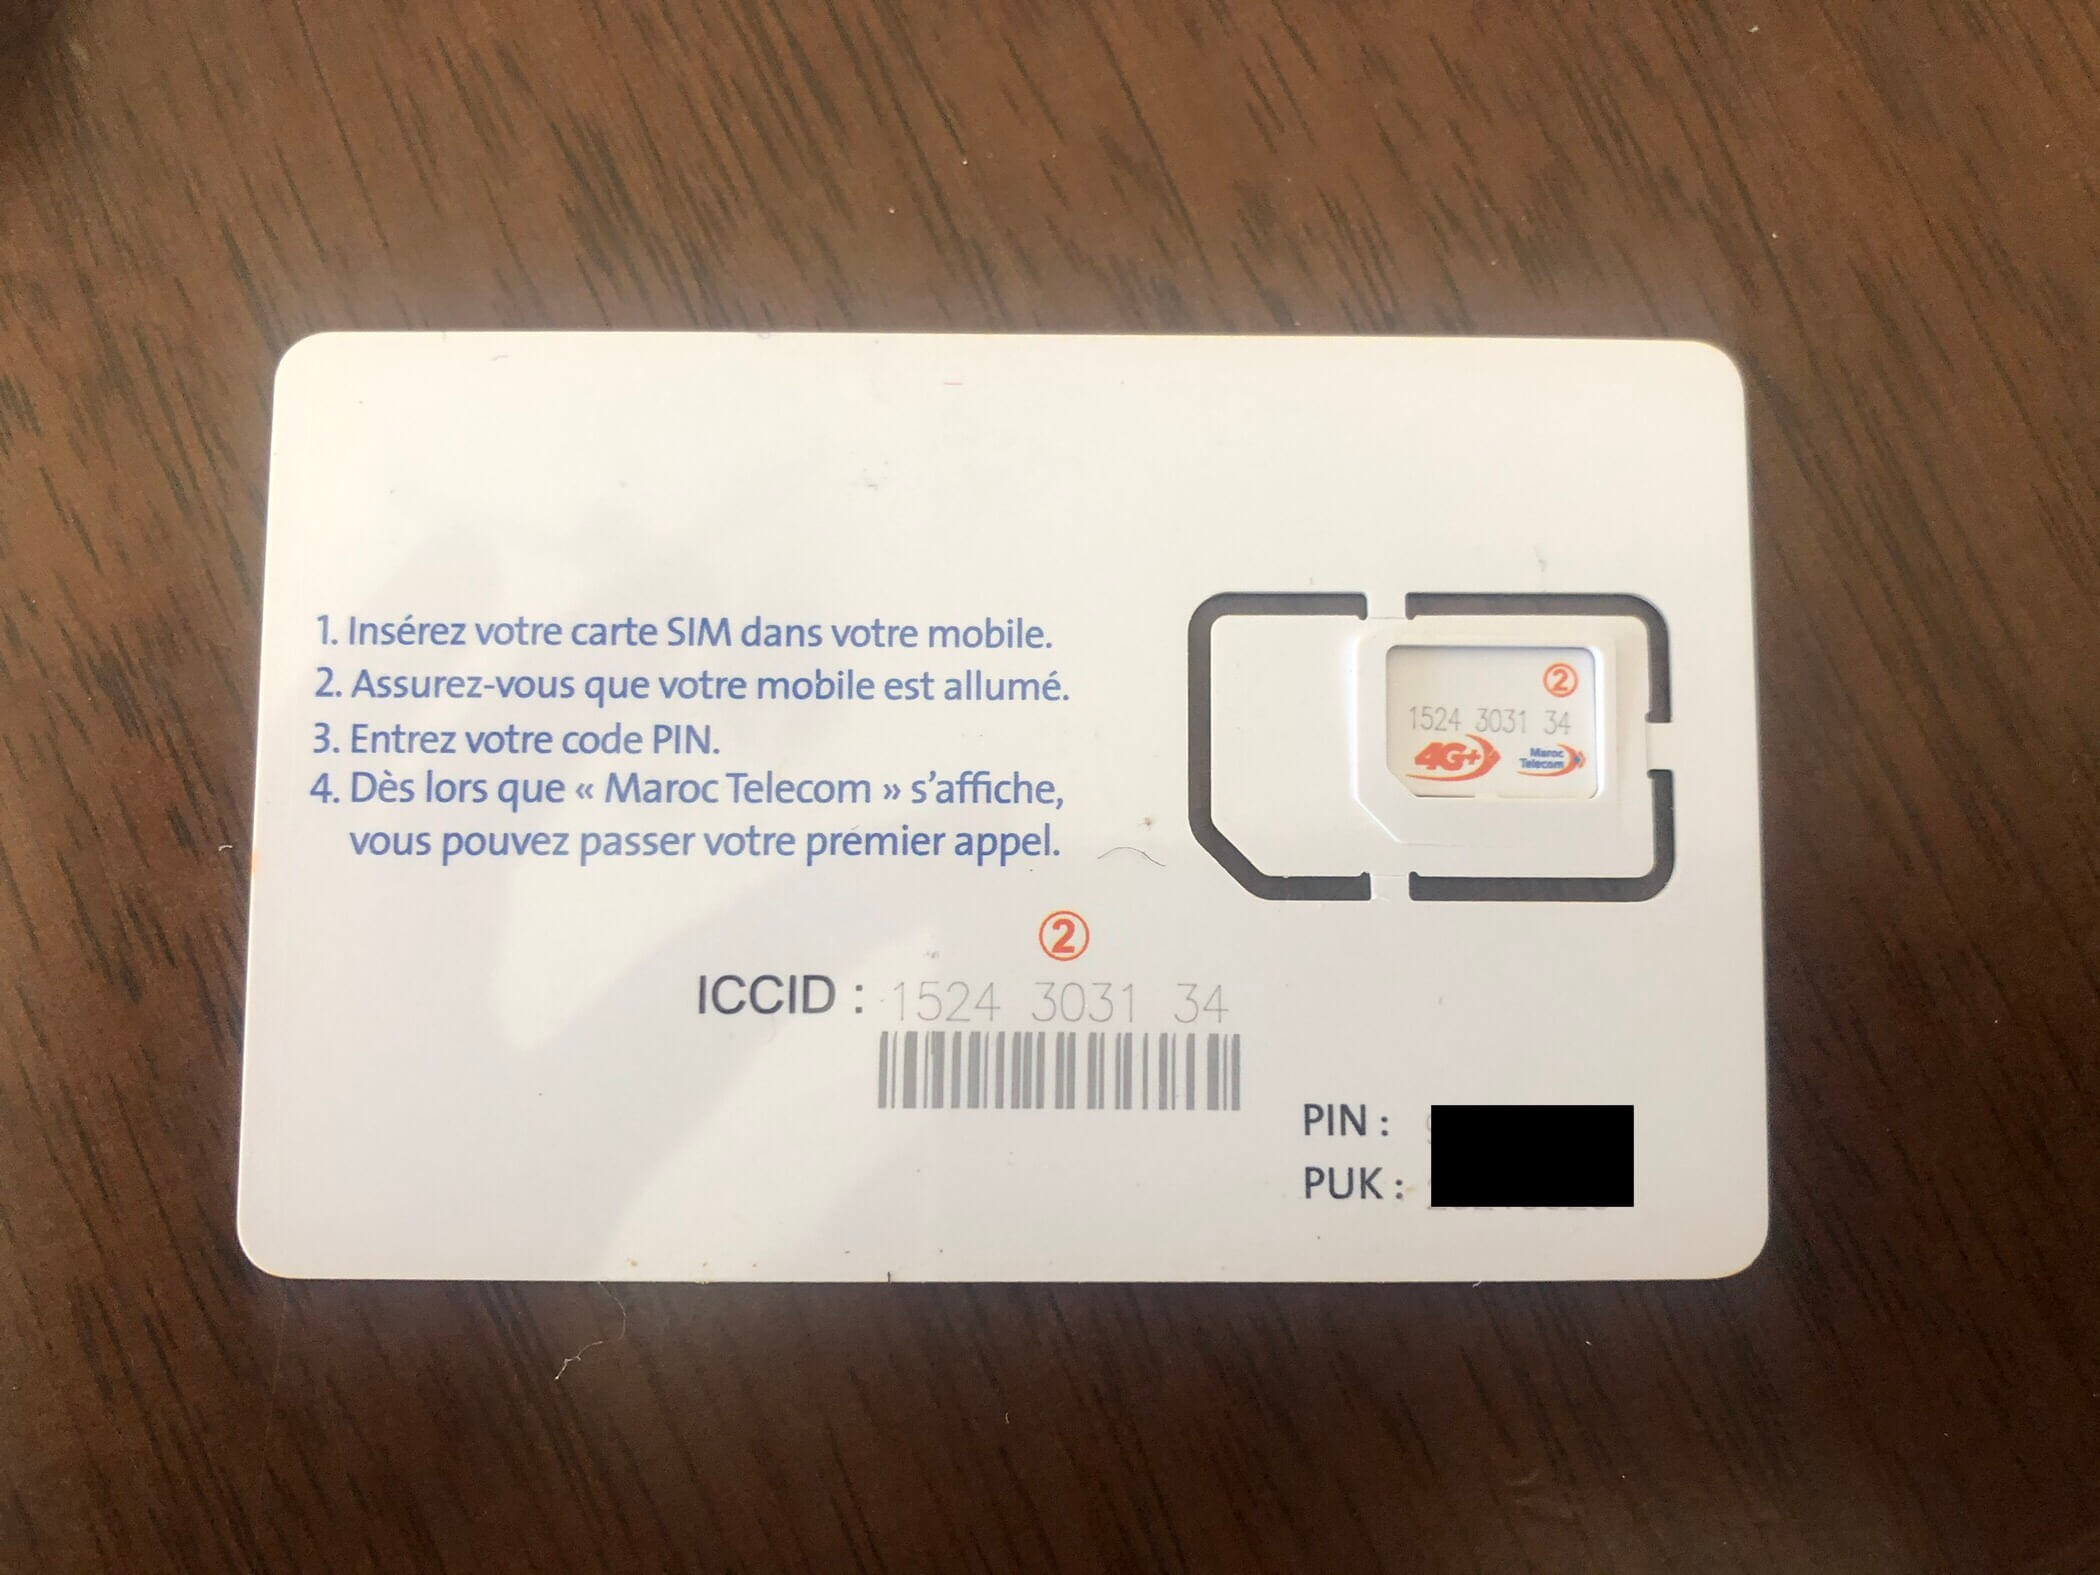 1. Insérez votre carte SIM dans votre mobile.
2. Assurez-vous que votre mobile est allumé.
3. Entrez votre code PIN.
4. Dès lors que « Maroc Telecom » s'affiche,
vous pouvez passer votre premier appel.
2
1524 3031 34
4G+ Maroc Telecom
2
ICCID : 1524 3031 34
PIN :
PUK :